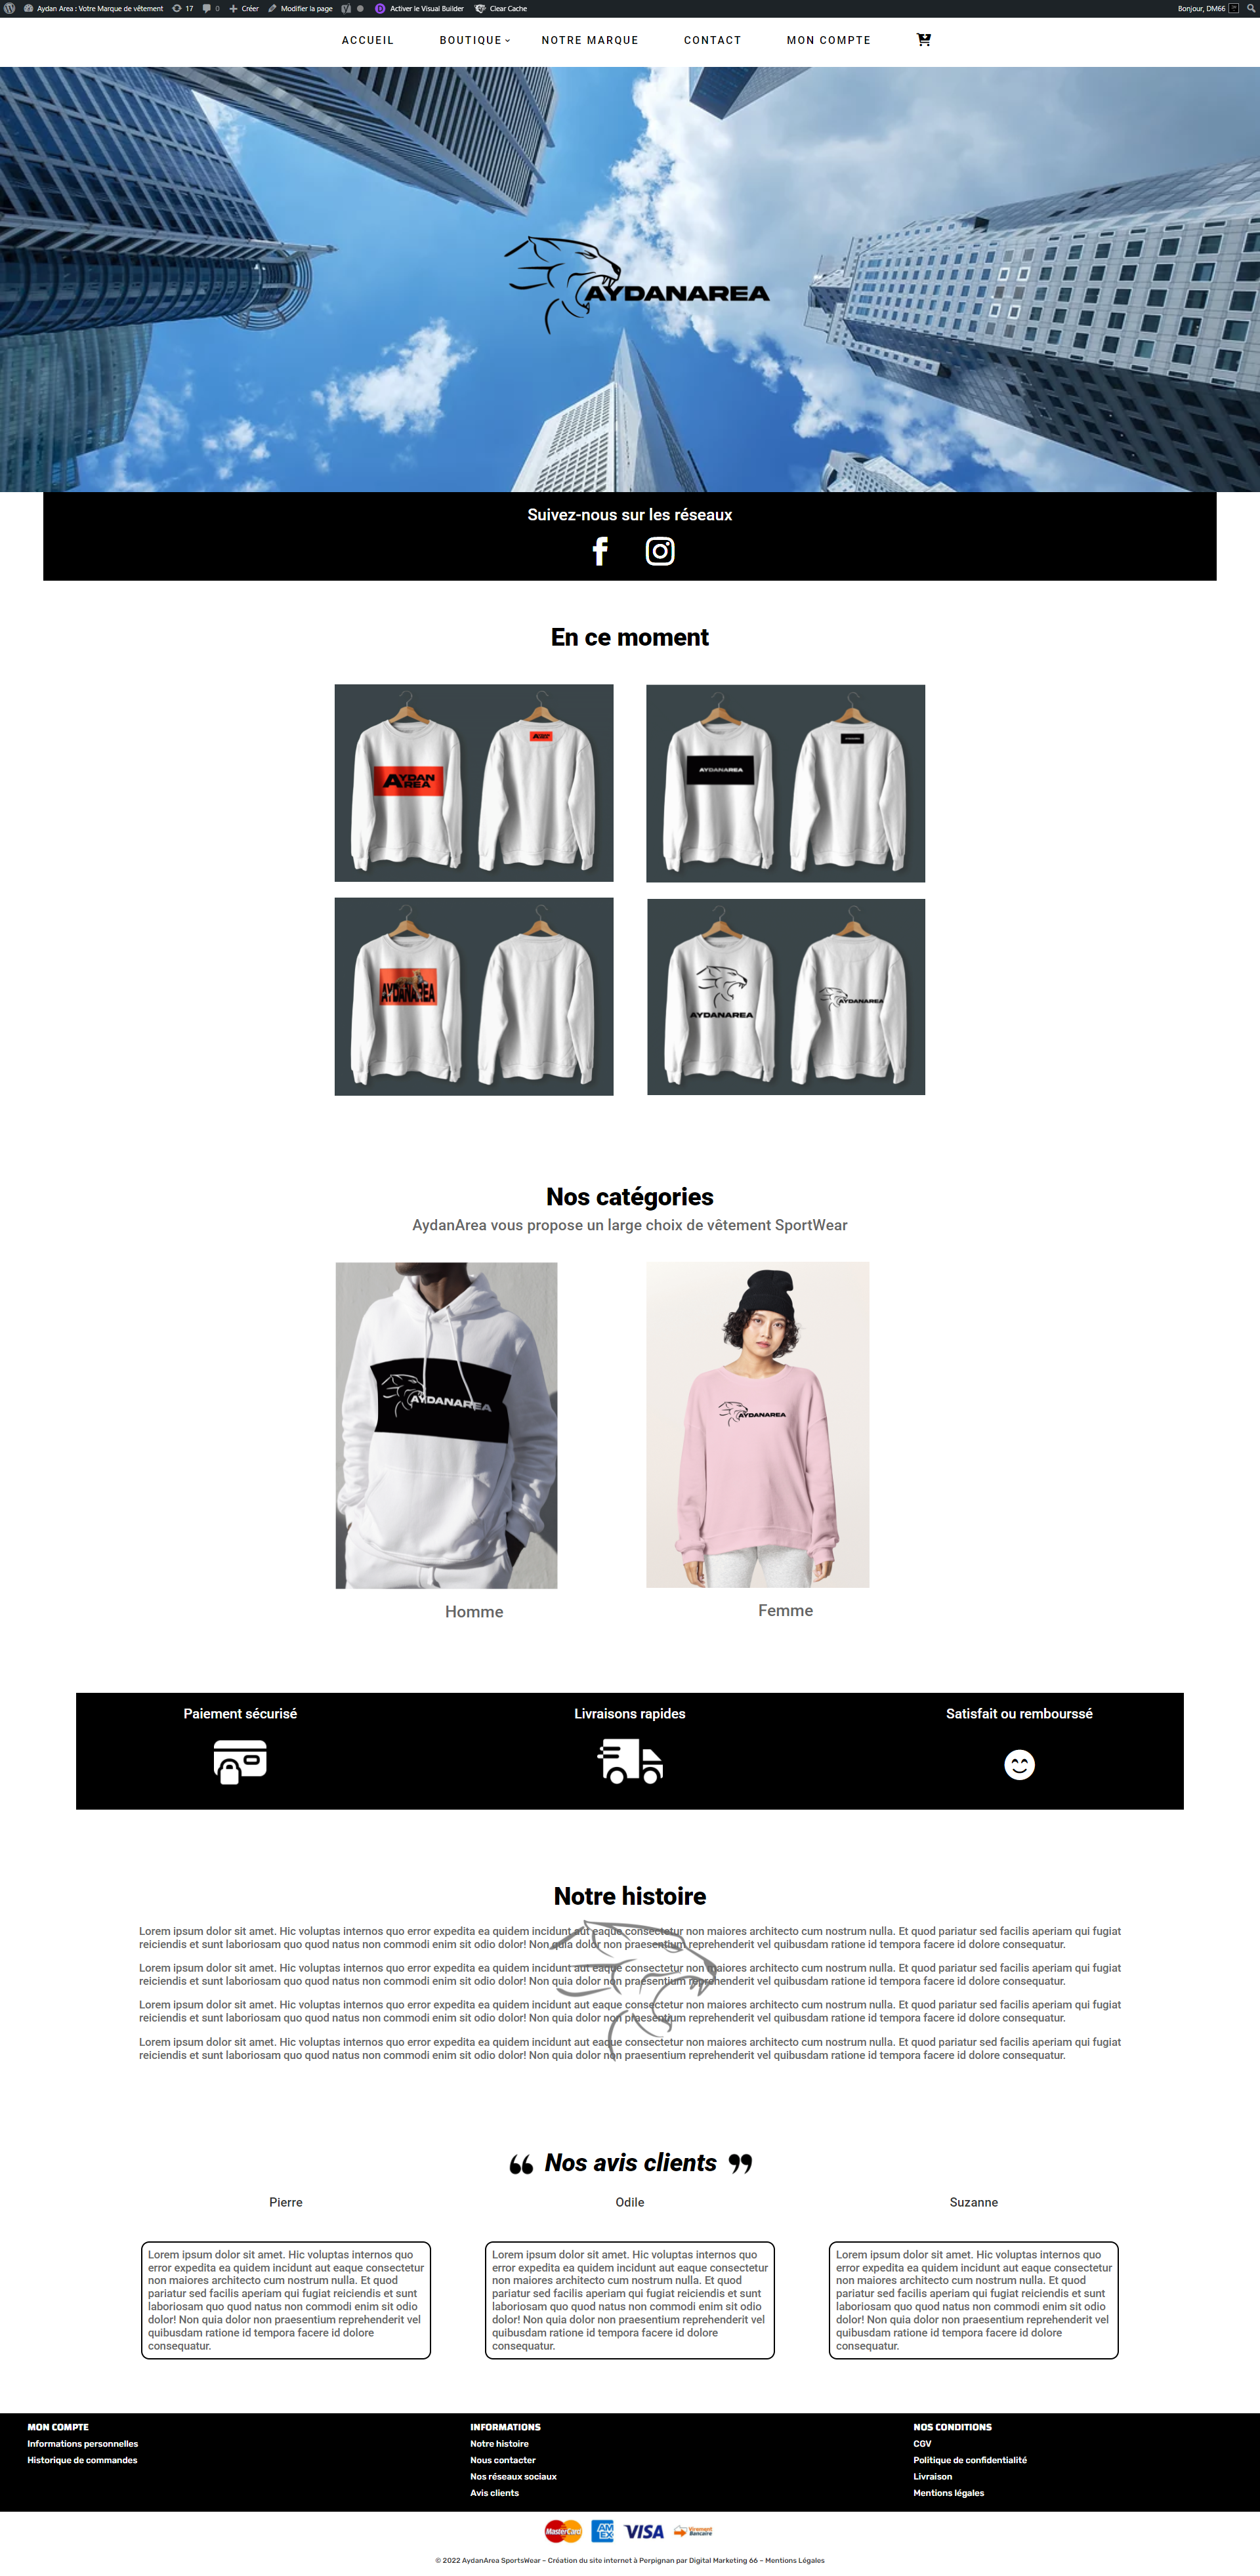 Aydan Area : Votre Marque de vêtement 17 0 Créer Modifier la page Activer le Visual Builder Clear Cache Bonjour, DM66
ACCUEIL BOUTIQUE NOTRE MARQUE CONTACT MON COMPTE
AYDANAREA
Suivez-nous sur les réseaux
En ce moment
AYDAN
AREA
AYDANAREA
AYDANAREA
AYDANAREA
AYDANAREA
Nos catégories
AydanArea vous propose un large choix de vêtement SportWear
AYDANAREA
AYDANAREA
Homme
Femme
Paiement sécurisé
Livraisons rapides
Satisfait ou rembourssé
Notre histoire
Lorem ipsum dolor sit amet. Hic voluptas internos quo error expedita ea quidem incidunt aut eaque consectetur non maiores architecto cum nostrum nulla. Et quod pariatur sed facilis aperiam qui fugiat
reiciendis et sunt laboriosam quo quod natus non commodi enim sit odio dolor! Non quia dolor non praesentium reprehenderit vel quibusdam ratione id tempora facere id dolore consequatur.
Lorem ipsum dolor sit amet. Hic voluptas internos quo error expedita ea quidem incidunt aut eaque consectetur non maiores architecto cum nostrum nulla. Et quod pariatur sed facilis aperiam qui fugiat
reiciendis et sunt laboriosam quo quod natus non commodi enim sit odio dolor! Non quia dolor non praesentium reprehenderit vel quibusdam ratione id tempora facere id dolore consequatur.
Lorem ipsum dolor sit amet. Hic voluptas internos quo error expedita ea quidem incidunt aut eaque consectetur non maiores architecto cum nostrum nulla. Et quod pariatur sed facilis aperiam qui fugiat
reiciendis et sunt laboriosam quo quod natus non commodi enim sit odio dolor! Non quia dolor non praesentium reprehenderit vel quibusdam ratione id tempora facere id dolore consequatur.
Lorem ipsum dolor sit amet. Hic voluptas internos quo error expedita ea quidem incidunt aut eaque consectetur non maiores architecto cum nostrum nulla. Et quod pariatur sed facilis aperiam qui fugiat
reiciendis et sunt laboriosam quo quod natus non commodi enim sit odio dolor! Non quia dolor non praesentium reprehenderit vel quibusdam ratione id tempora facere id dolore consequatur.
“ Nos avis clients ”
Pierre
Lorem ipsum dolor sit amet. Hic voluptas internos quo
error expedita ea quidem incidunt aut eaque consectetur
non maiores architecto cum nostrum nulla. Et quod
pariatur sed facilis aperiam qui fugiat reiciendis et sunt
laboriosam quo quod natus non commodi enim sit odio
dolor! Non quia dolor non praesentium reprehenderit vel
quibusdam ratione id tempora facere id dolore
consequatur.
Odile
Lorem ipsum dolor sit amet. Hic voluptas internos quo
error expedita ea quidem incidunt aut eaque consectetur
non maiores architecto cum nostrum nulla. Et quod
pariatur sed facilis aperiam qui fugiat reiciendis et sunt
laboriosam quo quod natus non commodi enim sit odio
dolor! Non quia dolor non praesentium reprehenderit vel
quibusdam ratione id tempora facere id dolore
consequatur.
Suzanne
Lorem ipsum dolor sit amet. Hic voluptas internos quo
error expedita ea quidem incidunt aut eaque consectetur
non maiores architecto cum nostrum nulla. Et quod
pariatur sed facilis aperiam qui fugiat reiciendis et sunt
laboriosam quo quod natus non commodi enim sit odio
dolor! Non quia dolor non praesentium reprehenderit vel
quibusdam ratione id tempora facere id dolore
consequatur.
MON COMPTE
Informations personnelles
Historique de commandes
INFORMATIONS
Notre histoire
Nous contacter
Nos réseaux sociaux
Avis clients
NOS CONDITIONS
CGV
Politique de confidentialité
Livraison
Mentions légales
MasterCard
AM
EX
VISA
Virement
Bancaire
© 2022 AydanArea SportsWear – Création du site internet à Perpignan par Digital Marketing 66 – Mentions Légales